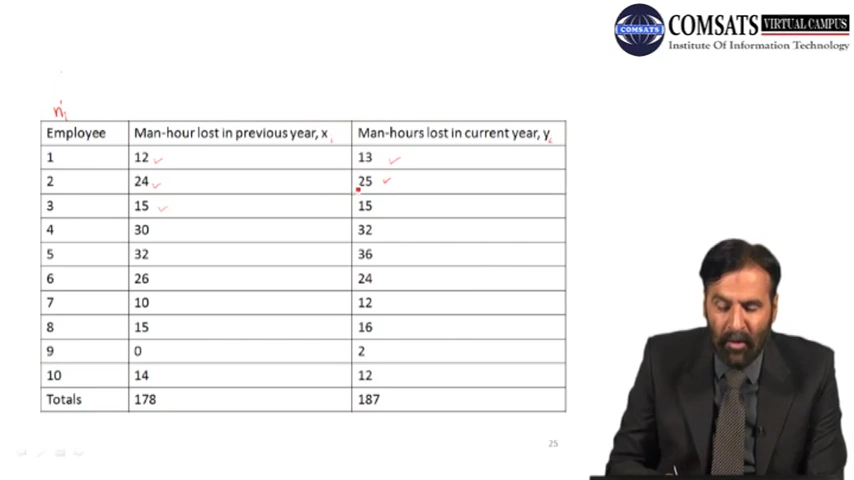 COMSATS VIRTUAL CAMPUS
COMSATS
Institute Of Information Technology
Employee Man-hour lost in previous year, x Man-hours lost in current year, y
1 12 13
2 24 25
3 15 15
4 30 32
5 32 36
6 26 24
7 10 12
8 15 16
9 0 2
10 14 12
Totals 178 187
25